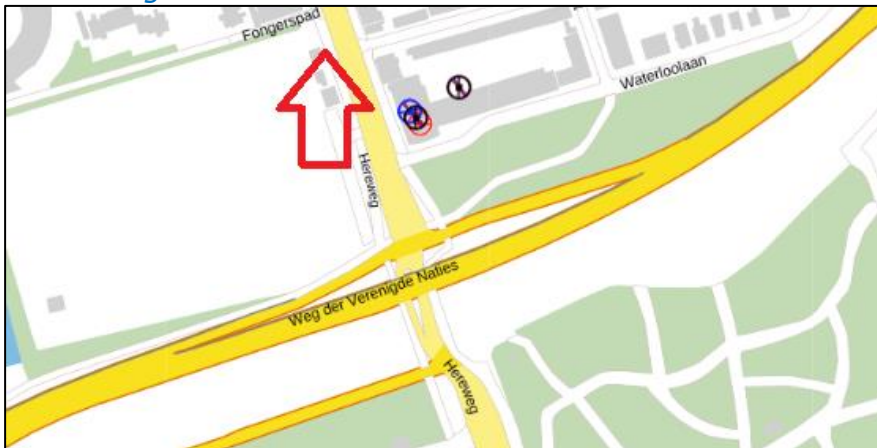 Fongerspad
Waterloolaan
Hereweg
Weg der Verenigde Naties
Hereweg